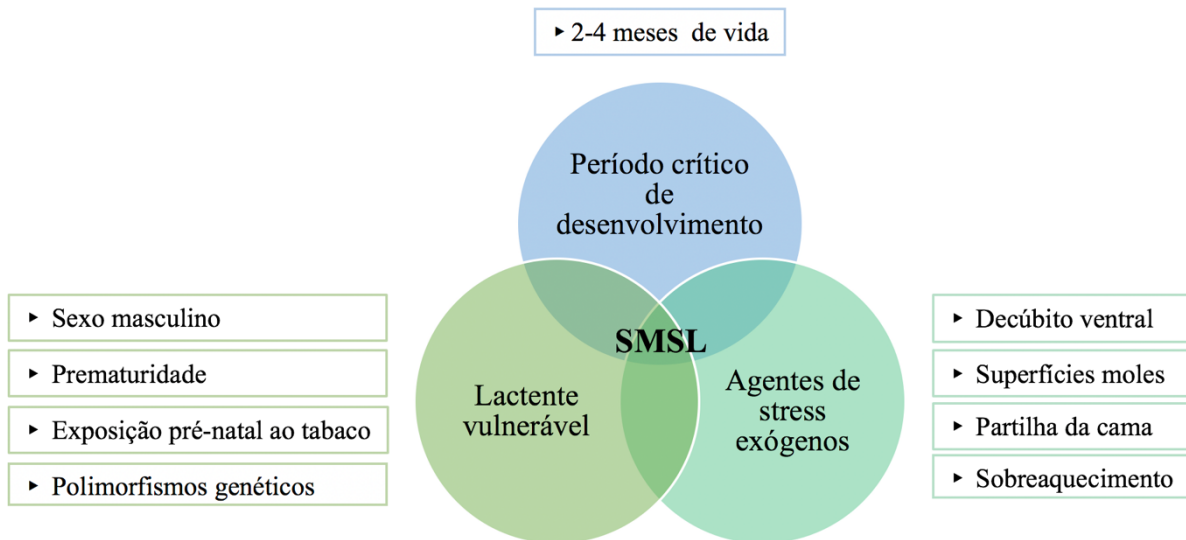 ‣ 2-4 meses de vida
Período crítico
de
desenvolvimento
‣ Sexo masculino
‣ Prematuridade
‣ Exposição pré-natal ao tabaco
‣ Polimorfismos genéticos
SMSL
Lactente
vulnerável
Agentes de
stress
exógenos
‣ Decúbito ventral
‣ Superfícies moles
‣ Partilha da cama
‣ Sobreaquecimento